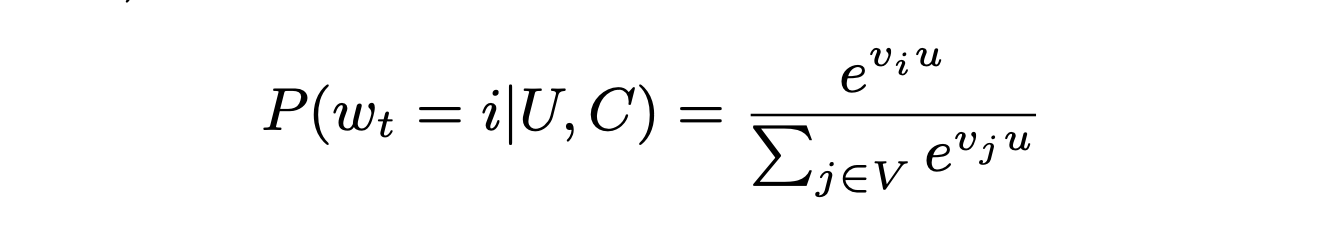 $P(w_t = i|U, C) = \frac{e^{v_i u}}{\sum_{j \in V} e^{v_j u}}$